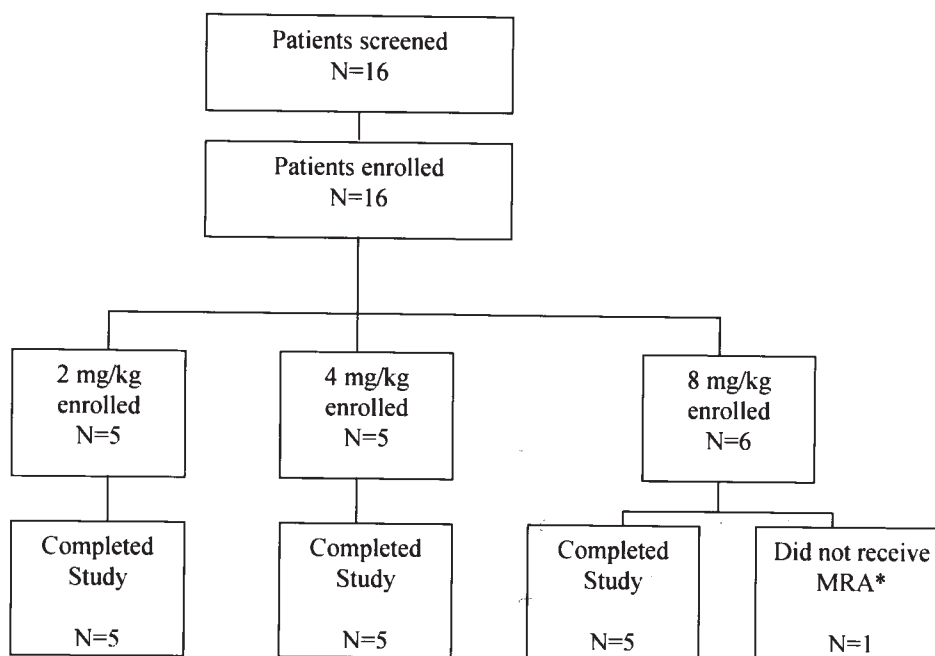 Patients screened
N=16
Patients enrolled
N=16
2 mg/kg
enrolled
N=5
4 mg/kg
enrolled
N=5
8 mg/kg
enrolled
N=6
Completed
Study
N=5
Completed
Study
N=5
Completed
Study
N=5
Did not receive
MRA*
N=1